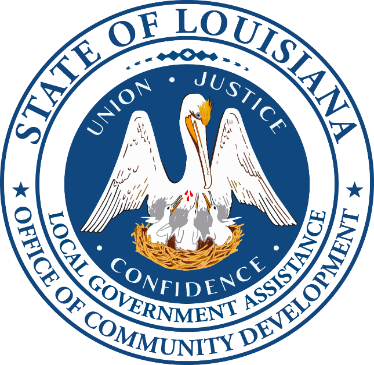 STATE OF LOUISIANA
UNION · JUSTICE
· CONFIDENCE ·
LOCAL GOVERNMENT ASSISTANCE
★ OFFICE OF COMMUNITY DEVELOPMENT ★